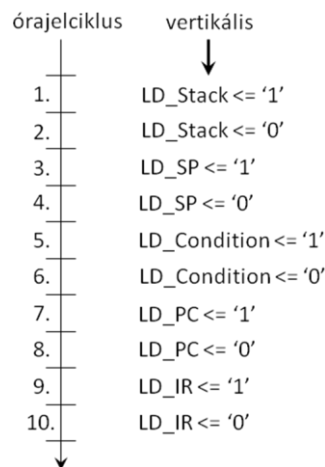 órajelciklus vertikális
1. LD_Stack <= ‘1’
2. LD_Stack <= ‘0’
3. LD_SP <= ‘1’
4. LD_SP <= ‘0’
5. LD_Condition <= ‘1’
6. LD_Condition <= ‘0’
7. LD_PC <= ‘1’
8. LD_PC <= ‘0’
9. LD_IR <= ‘1’
10. LD_IR <= ‘0’